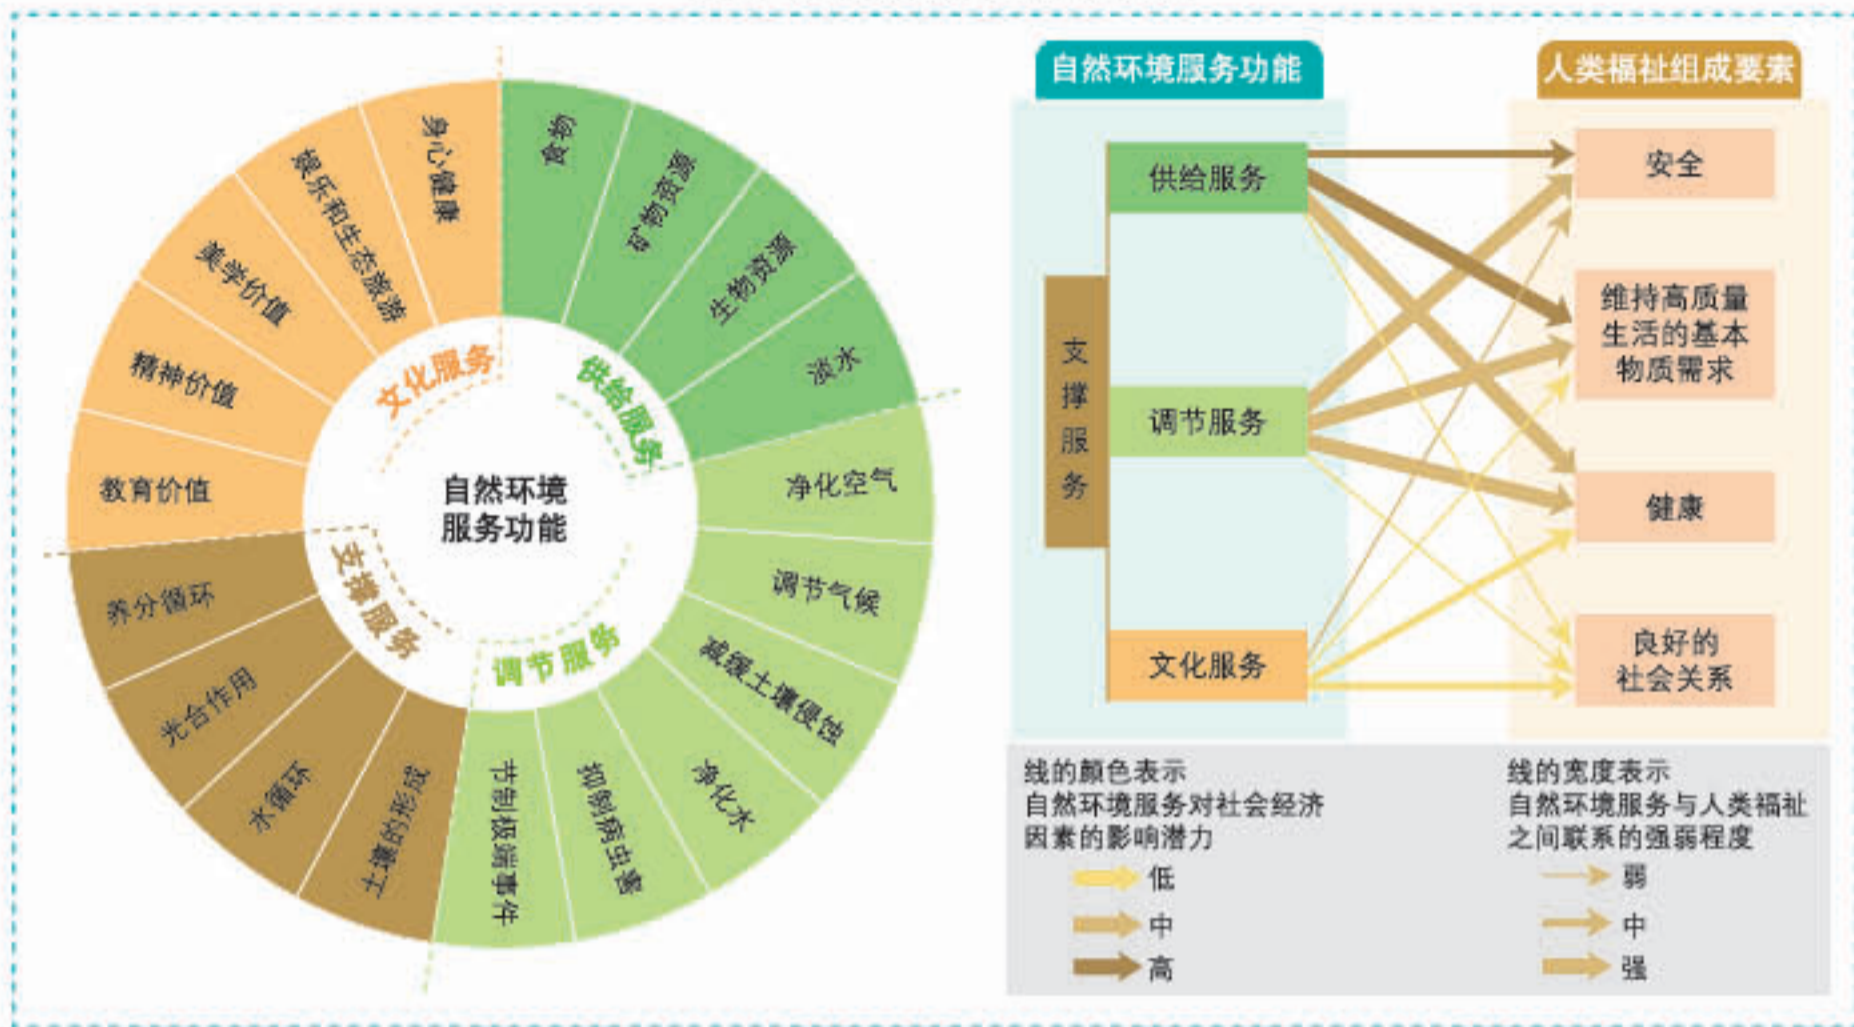 身心健康
娱乐和生态旅游
美学价值
精神价值
教育价值
食物
矿物资源
生物资源
淡水
净化空气
调节气候
减缓土壤侵蚀
净化水
抑制病虫害
节制极端事件
土壤的形成
水循环
光合作用
养分循环
文化服务
供给服务
支撑服务
调节服务
自然环境
服务功能
自然环境服务功能
人类福祉组成要素
支撑服务
供给服务
调节服务
文化服务
安全
维持高质量
生活的基本
物质需求
健康
良好的
社会关系
线的颜色表示
自然环境服务对社会经济
因素的影响潜力
低
中
高
线的宽度表示
自然环境服务与人类福祉
之间联系的强弱程度
弱
中
强